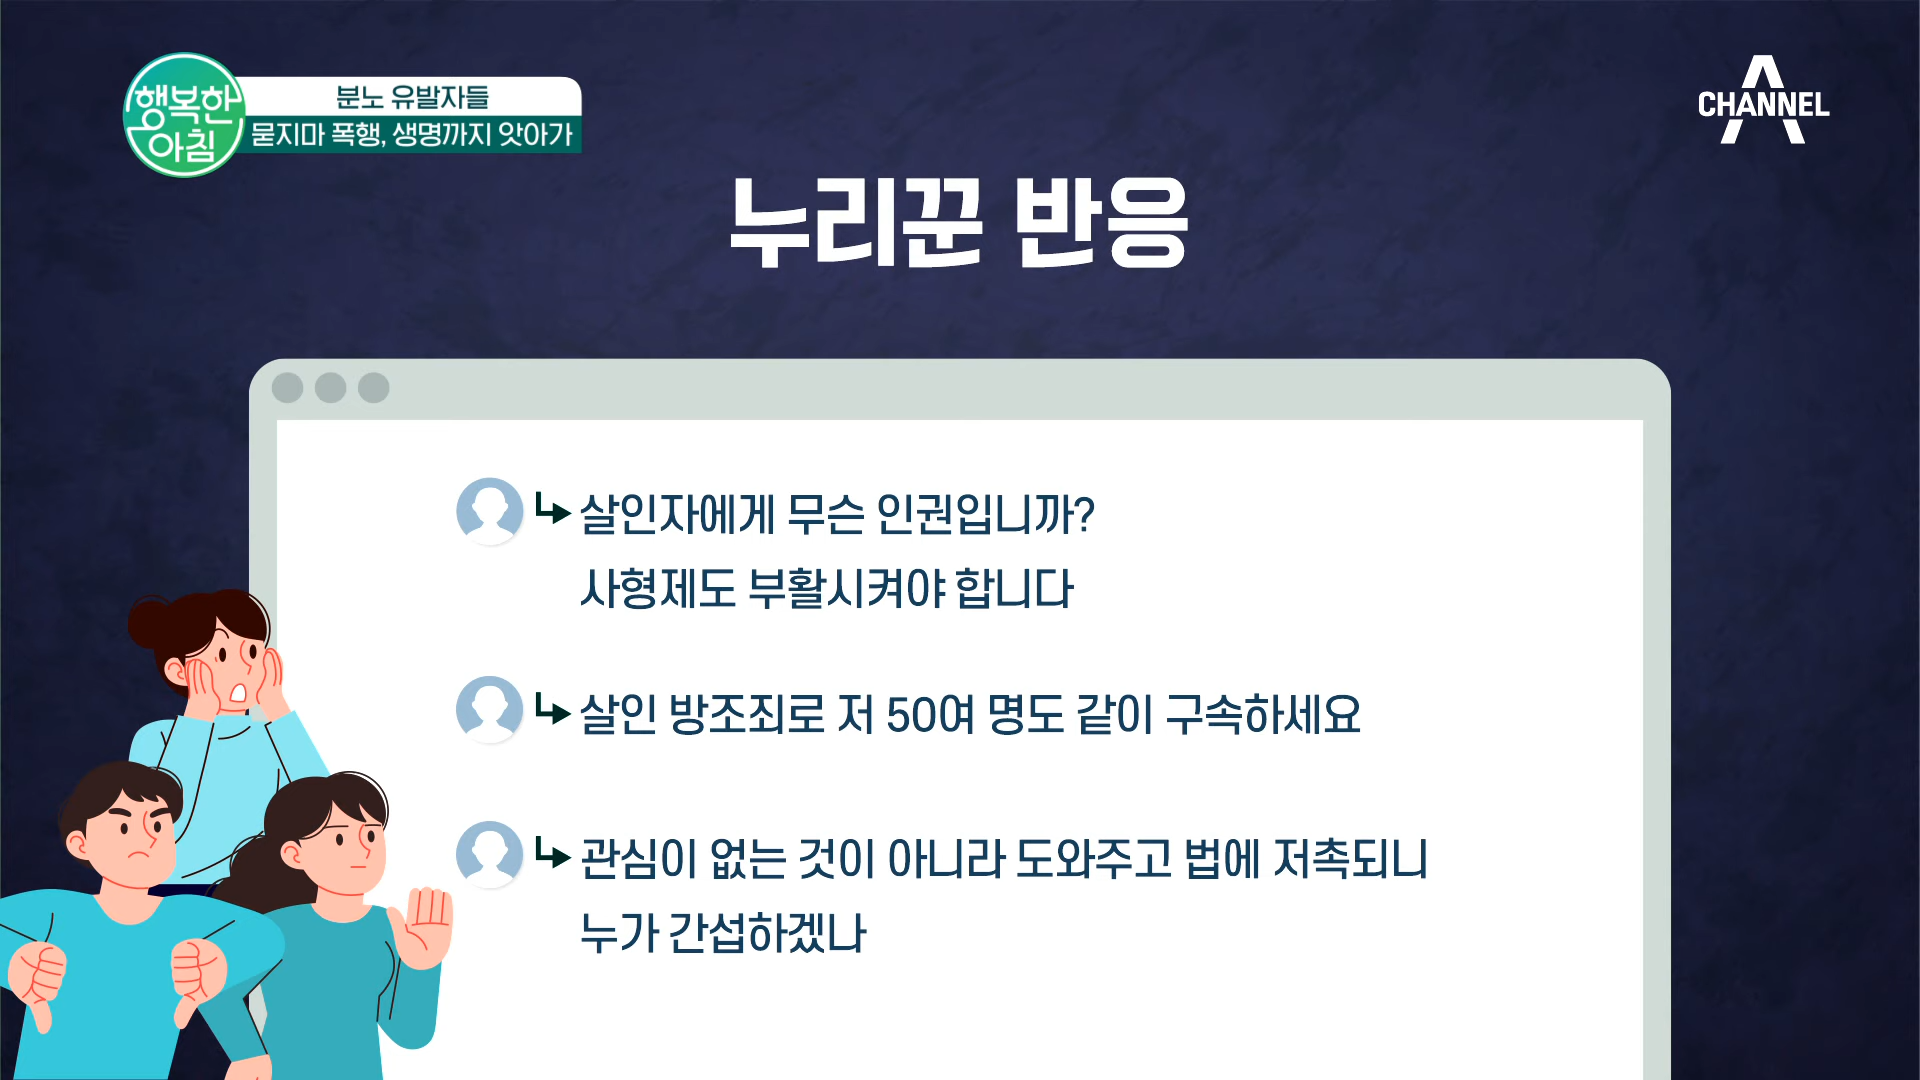 행복한
아침
분노 유발자들
묻지마 폭행, 생명까지 앗아가
CHANNEL A
누리꾼 반응
살인자에게 무슨 인권입니까?
사형제도 부활시켜야 합니다
살인 방조죄로 저 50여 명도 같이 구속하세요
관심이 없는 것이 아니라 도와주고 법에 저촉되니
누가 간섭하겠나